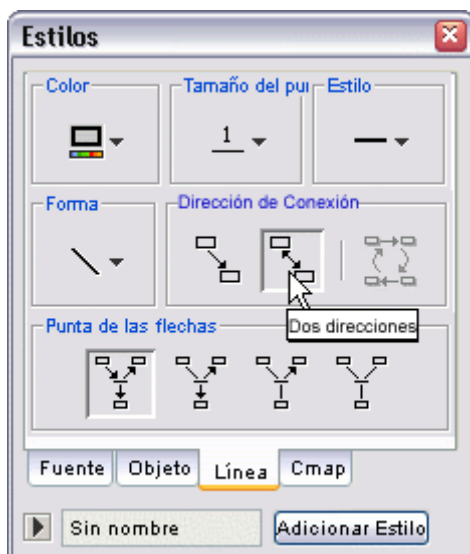 Estilos
Color
Tamaño del pu
Estilo
1
Forma
Dirección de Conexión
Dos direcciones
Punta de las flechas
Fuente
Objeto
Línea
Cmap
Sin nombre
Adicionar Estilo